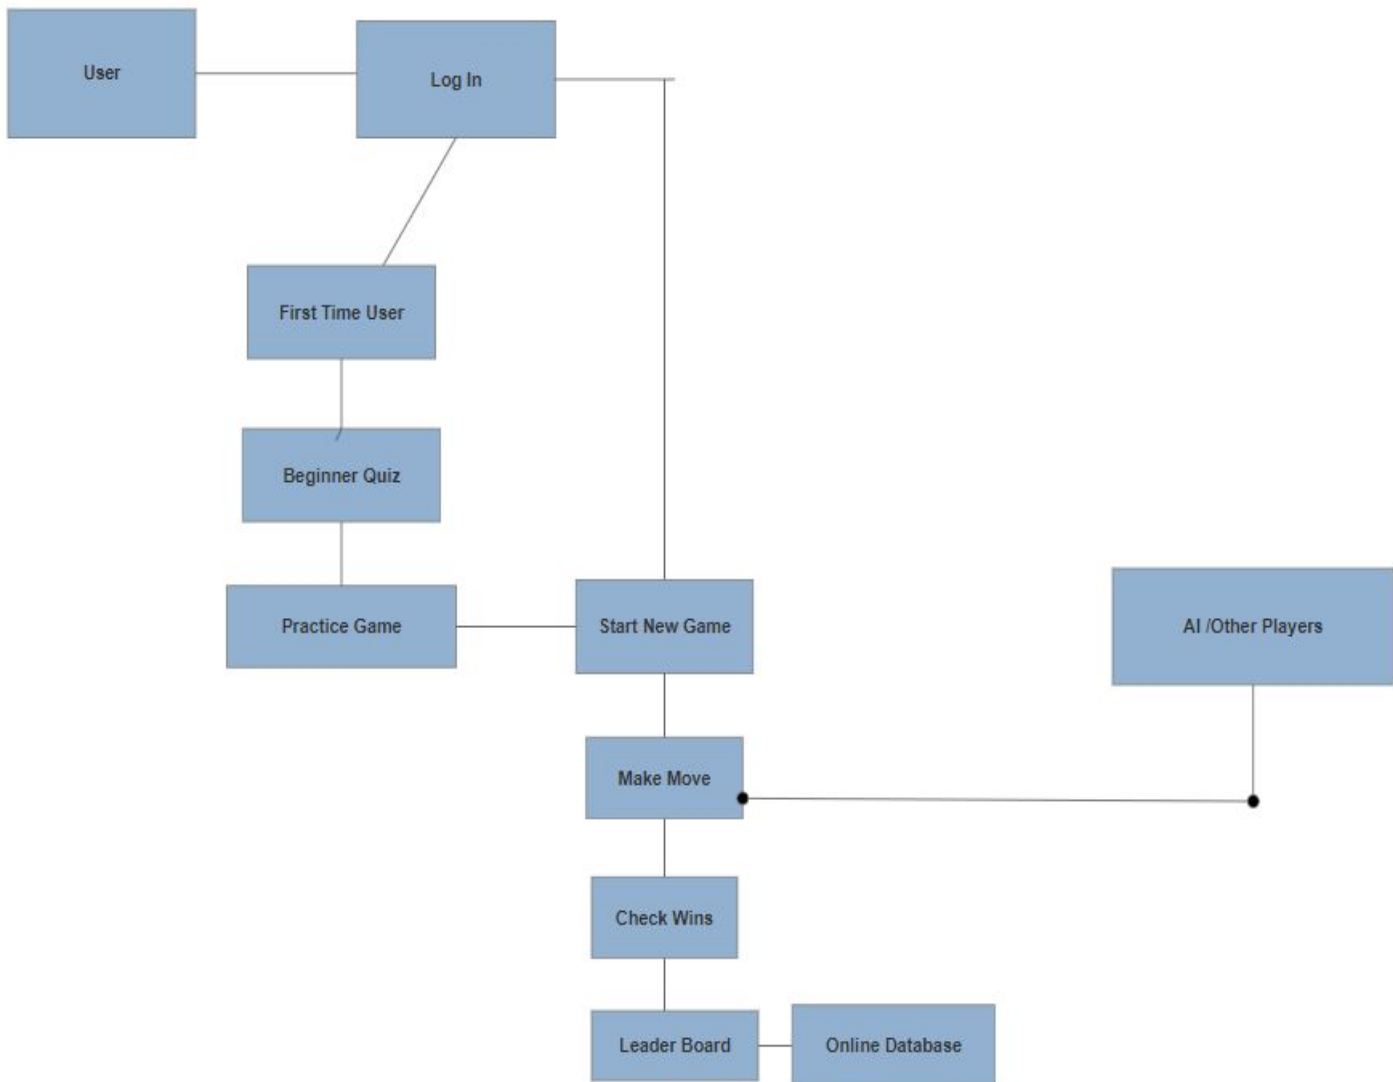 User
Log In
First Time User
Beginner Quiz
Practice Game
Start New Game
AI /Other Players
Make Move
Check Wins
Leader Board
Online Database